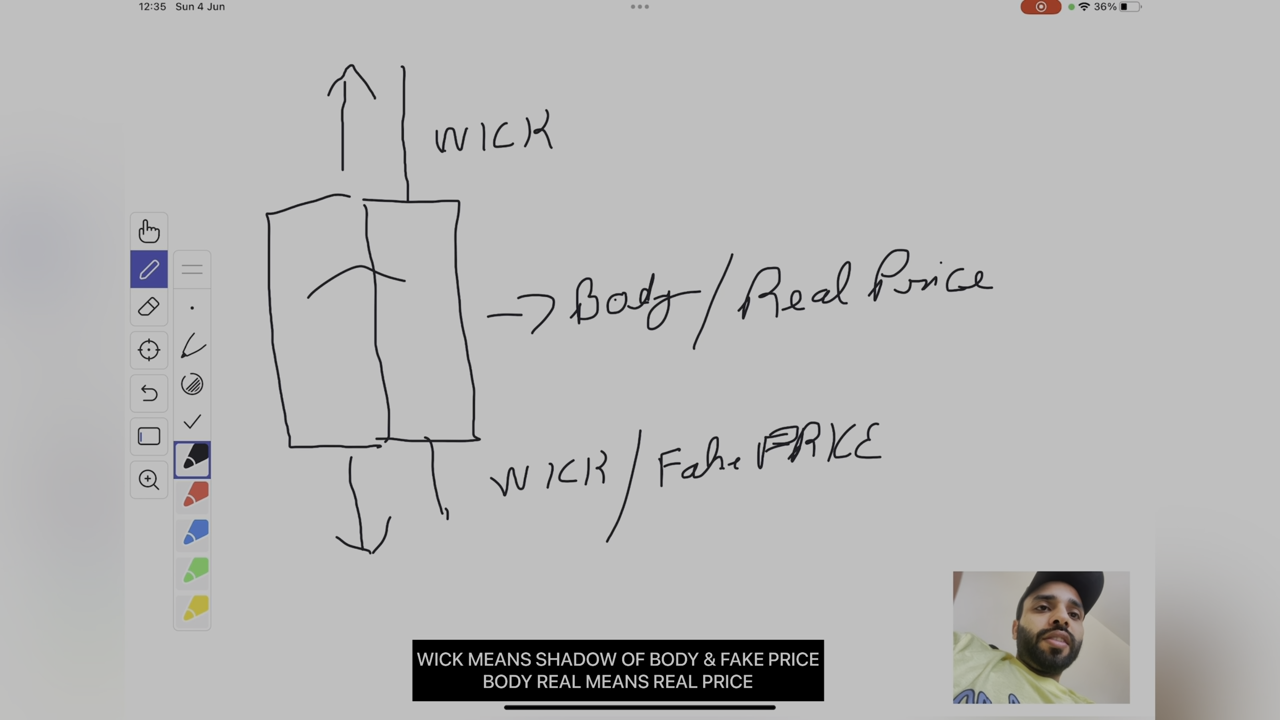 12:35 Sun 4 Jun
36%
WICK
Body/Real Price
WICK/Fake
WICK MEANS SHADOW OF BODY & FAKE PRICE
BODY REAL MEANS REAL PRICE